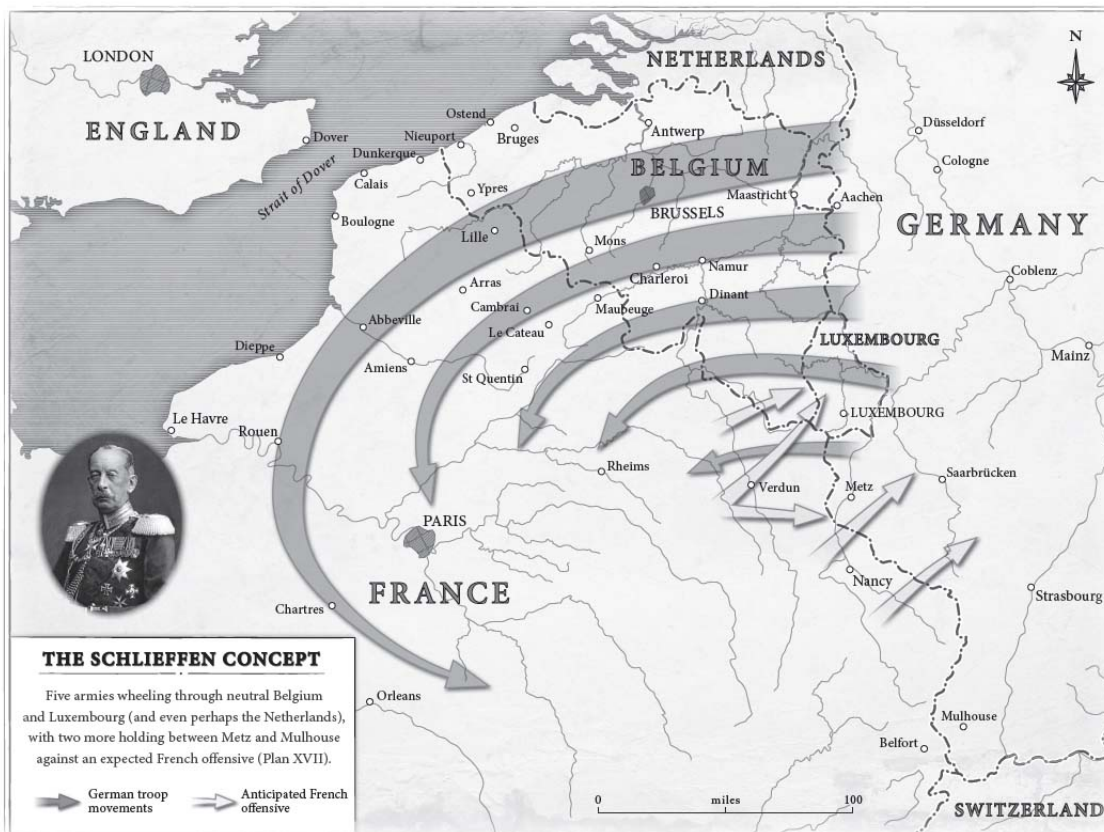 N
LONDON
ENGLAND
NETHERLANDS
Dover
Strait of Dover
Ostend
Bruges
Nieuport
Dunkerque
Calais
Boulogne
Ypres
Lille
Antwerp
BELGIUM
BRUSSELS
Maastricht
Aachen
Düsseldorf
Cologne
GERMANY
Coblenz
Mainz
Mons
Charleroi
Namur
Dinant
Arras
Cambrai
Maubeuge
Le Cateau
Abbeville
Amiens
St Quentin
Dieppe
LUXEMBOURG
LUXEMBOURG
Le Havre
Rouen
Rheims
Verdun
Metz
Saarbrücken
PARIS
FRANCE
Nancy
Strasbourg
Chartres
Orleans
Mulhouse
Belfort
SWITZERLAND
THE SCHLIEFFEN CONCEPT
Five armies wheeling through neutral Belgium
and Luxembourg (and even perhaps the Netherlands),
with two more holding between Metz and Mulhouse
against an expected French offensive (Plan XVII).
German troop
movements
Anticipated French
offensive
0 miles 100